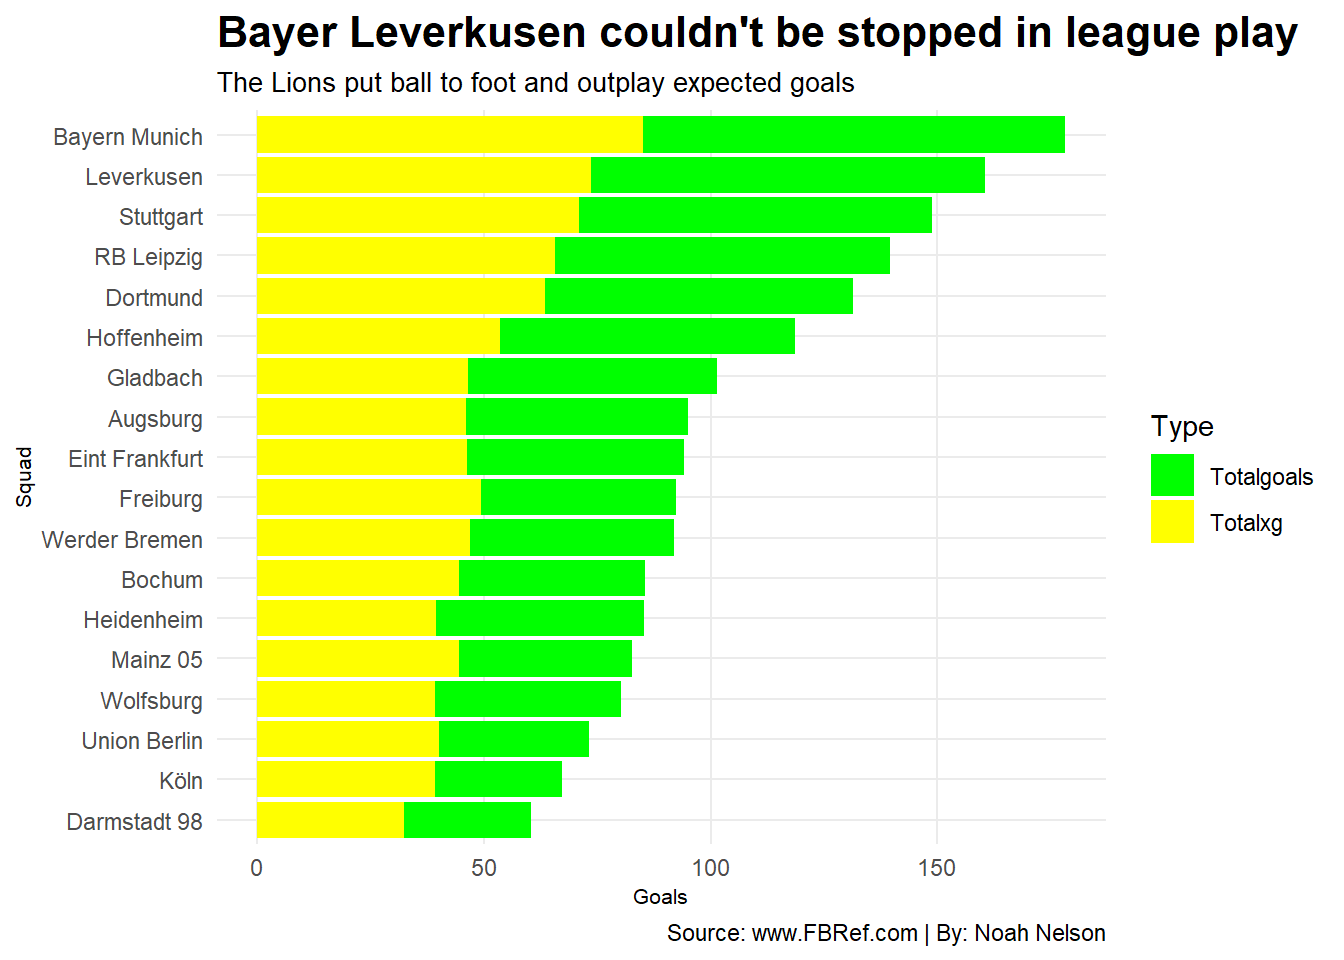 Bayer Leverkusen couldn't be stopped in league play
The Lions put ball to foot and outplay expected goals
Bayern Munich
Leverkusen
Stuttgart
RB Leipzig
Dortmund
Hoffenheim
Gladbach
Augsburg
Eint Frankfurt
Freiburg
Werder Bremen
Bochum
Heidenheim
Mainz 05
Wolfsburg
Union Berlin
Köln
Darmstadt 98
Squad
0 50 100 150
Goals
Type
Totalgoals
Totalxg
Source: www.FBRef.com | By: Noah Nelson